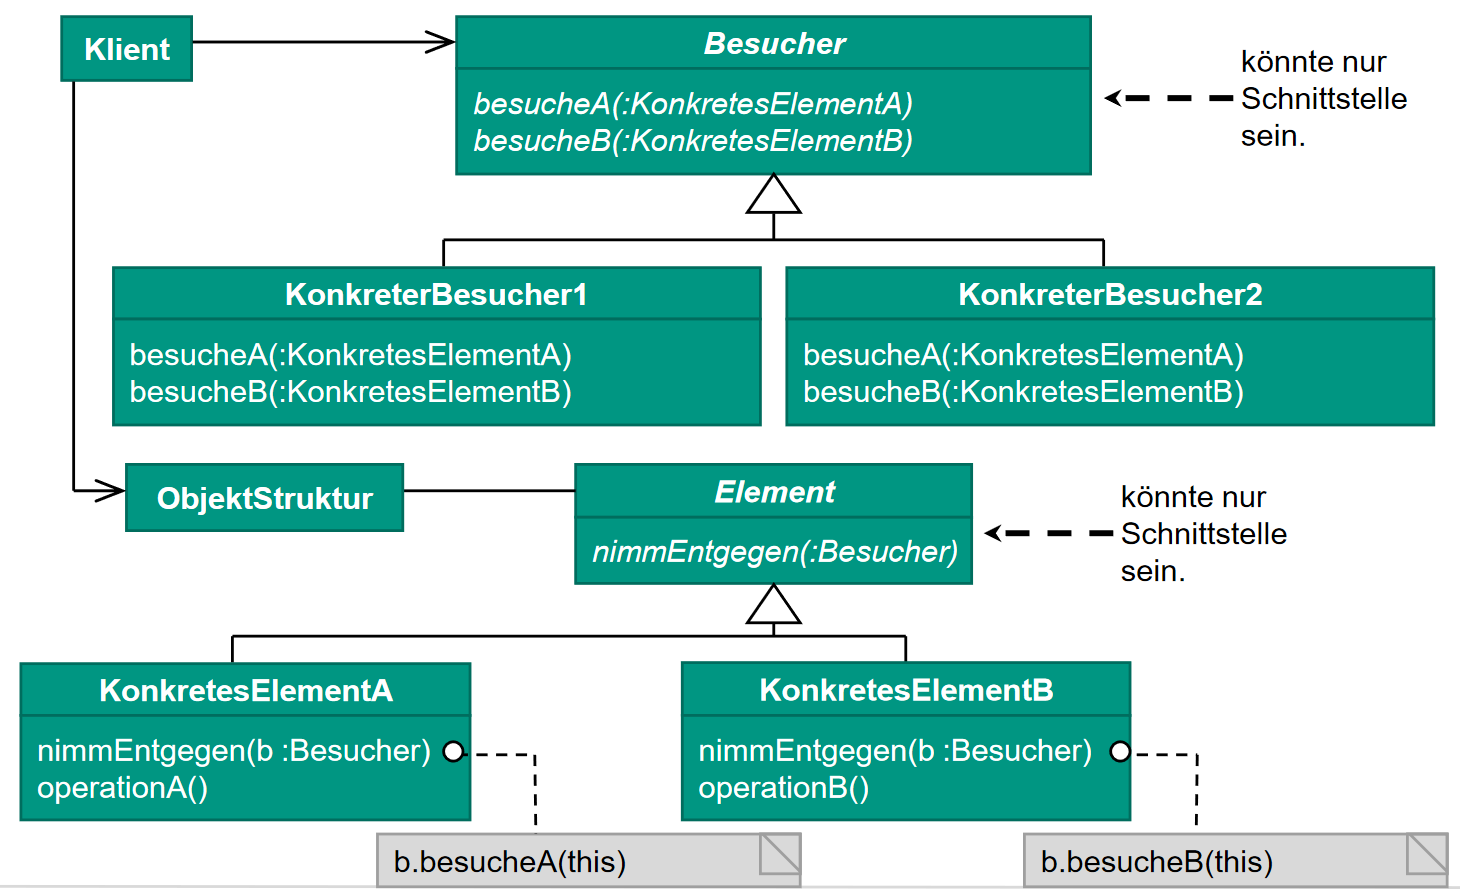 Klient
Besucher
besucheA(:KonkretesElementA)
besucheB(:KonkretesElementB)
könnte nur
Schnittstelle
sein.
KonkreterBesucher1
besucheA(:KonkretesElementA)
besucheB(:KonkretesElementB)
KonkreterBesucher2
besucheA(:KonkretesElementA)
besucheB(:KonkretesElementB)
ObjektStruktur
Element
nimmEntgegen(:Besucher)
könnte nur
Schnittstelle
sein.
KonkretesElementA
nimmEntgegen(b :Besucher)
operationA()
KonkretesElementB
nimmEntgegen(b :Besucher)
operationB()
b.besucheA(this)
b.besucheB(this)